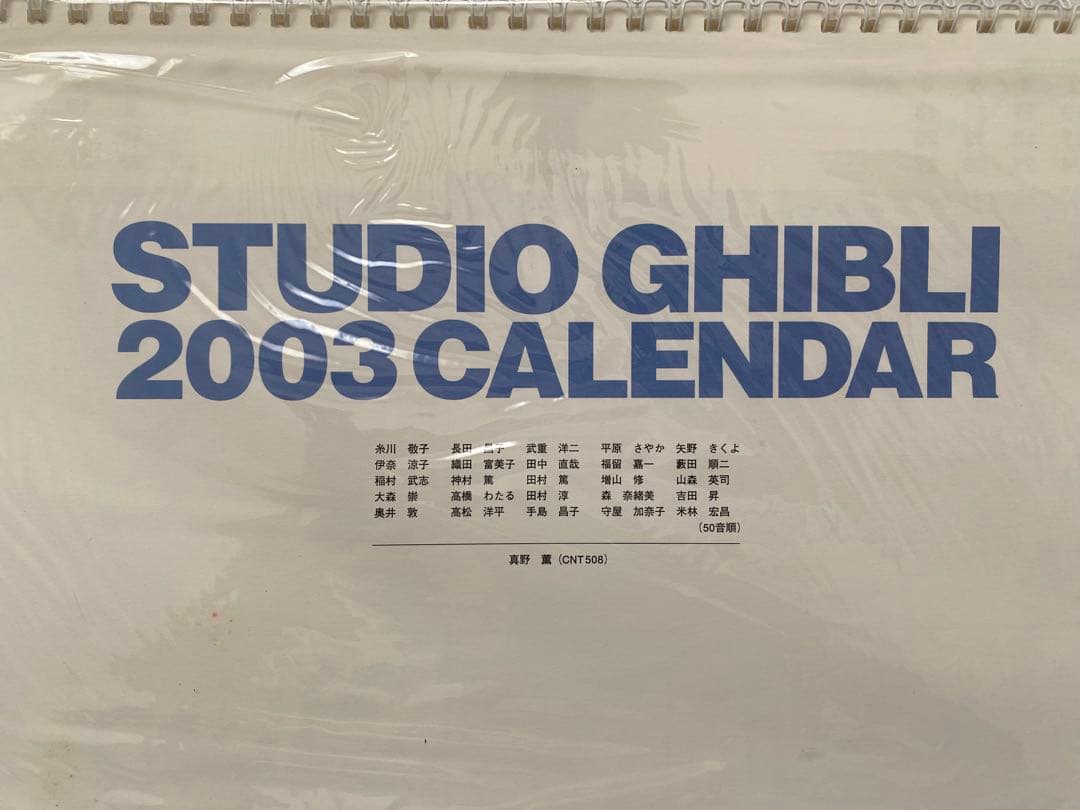 STUDIO GHIBLI
2003 CALENDAR
糸川 敬子 長田 昌子 武重 洋二 平原 さやか 矢野 きくよ
伊奈 涼子 織田 富美子 田中 直哉 福留 嘉一 藪田 順二
稲村 武志 神村 篤 田村 篤 増山 修 山森 英司
大森 崇 高橋 わたる 田村 淳 森 奈緒美 吉田 昇
奥井 敦 高松 洋平 手島 晶子 守屋 加奈子 米林 宏昌
(50音順)
真野 薫 (CNT508)